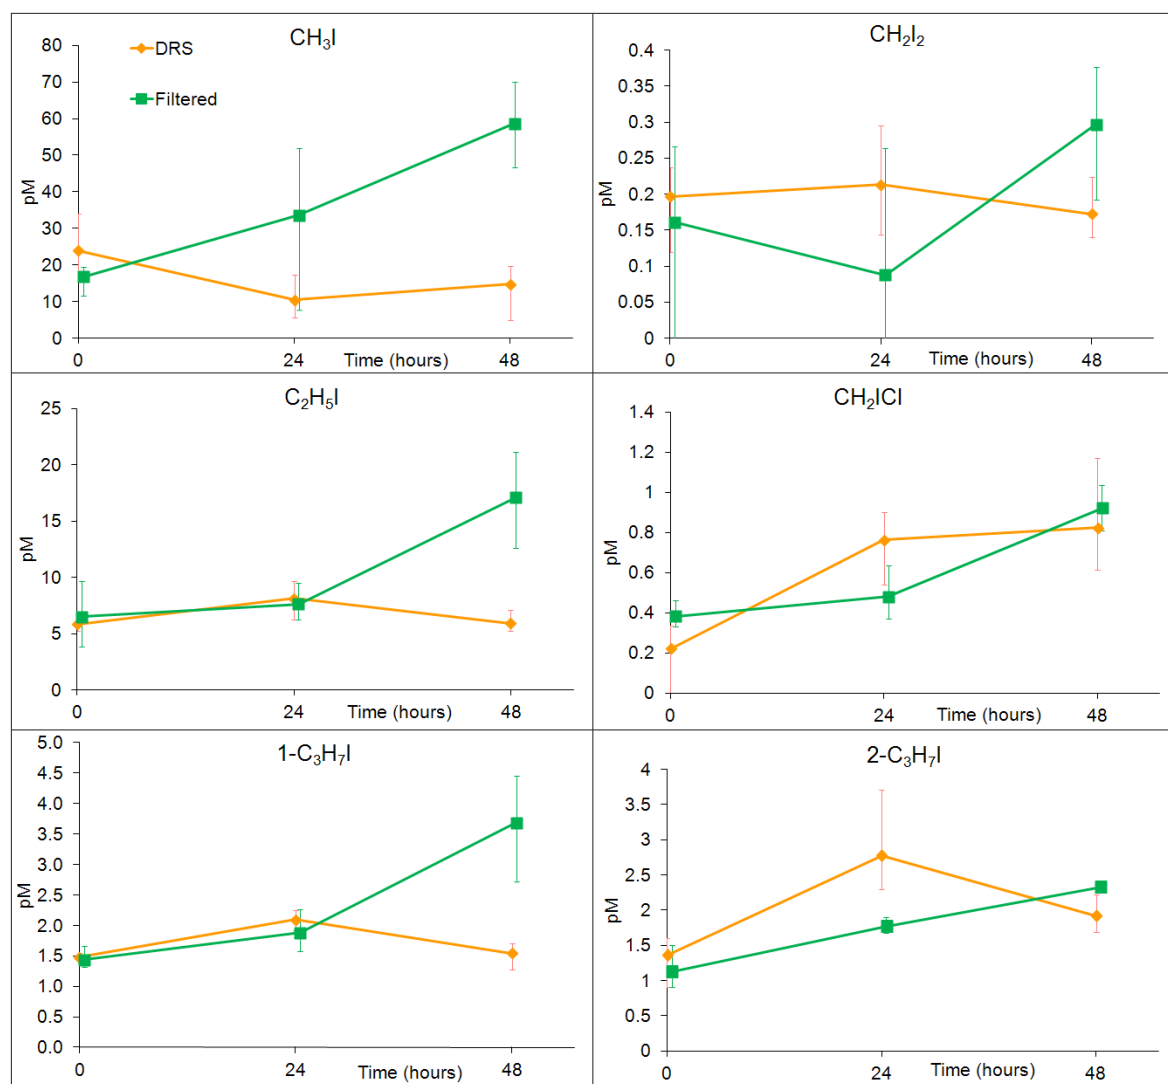 CH₃I
DRS
Filtered
pM
80
70
60
50
40
30
20
10
0
0 24 Time (hours) 48
CH₂I₂
pM
0.4
0.35
0.3
0.25
0.2
0.15
0.1
0.05
0
0 24 Time (hours) 48
C₂H₅I
pM
25
20
15
10
5
0
0 24 Time (hours) 48
CH₂ICl
pM
1.4
1.2
1
0.8
0.6
0.4
0.2
0
0 24 Time (hours) 48
1-C₃H₇I
pM
5.0
4.5
4.0
3.5
3.0
2.5
2.0
1.5
1.0
0.5
0.0
0 24 Time (hours) 48
2-C₃H₇I
pM
4
3.5
3
2.5
2
1.5
1
0.5
0
0 24 Time (hours) 48